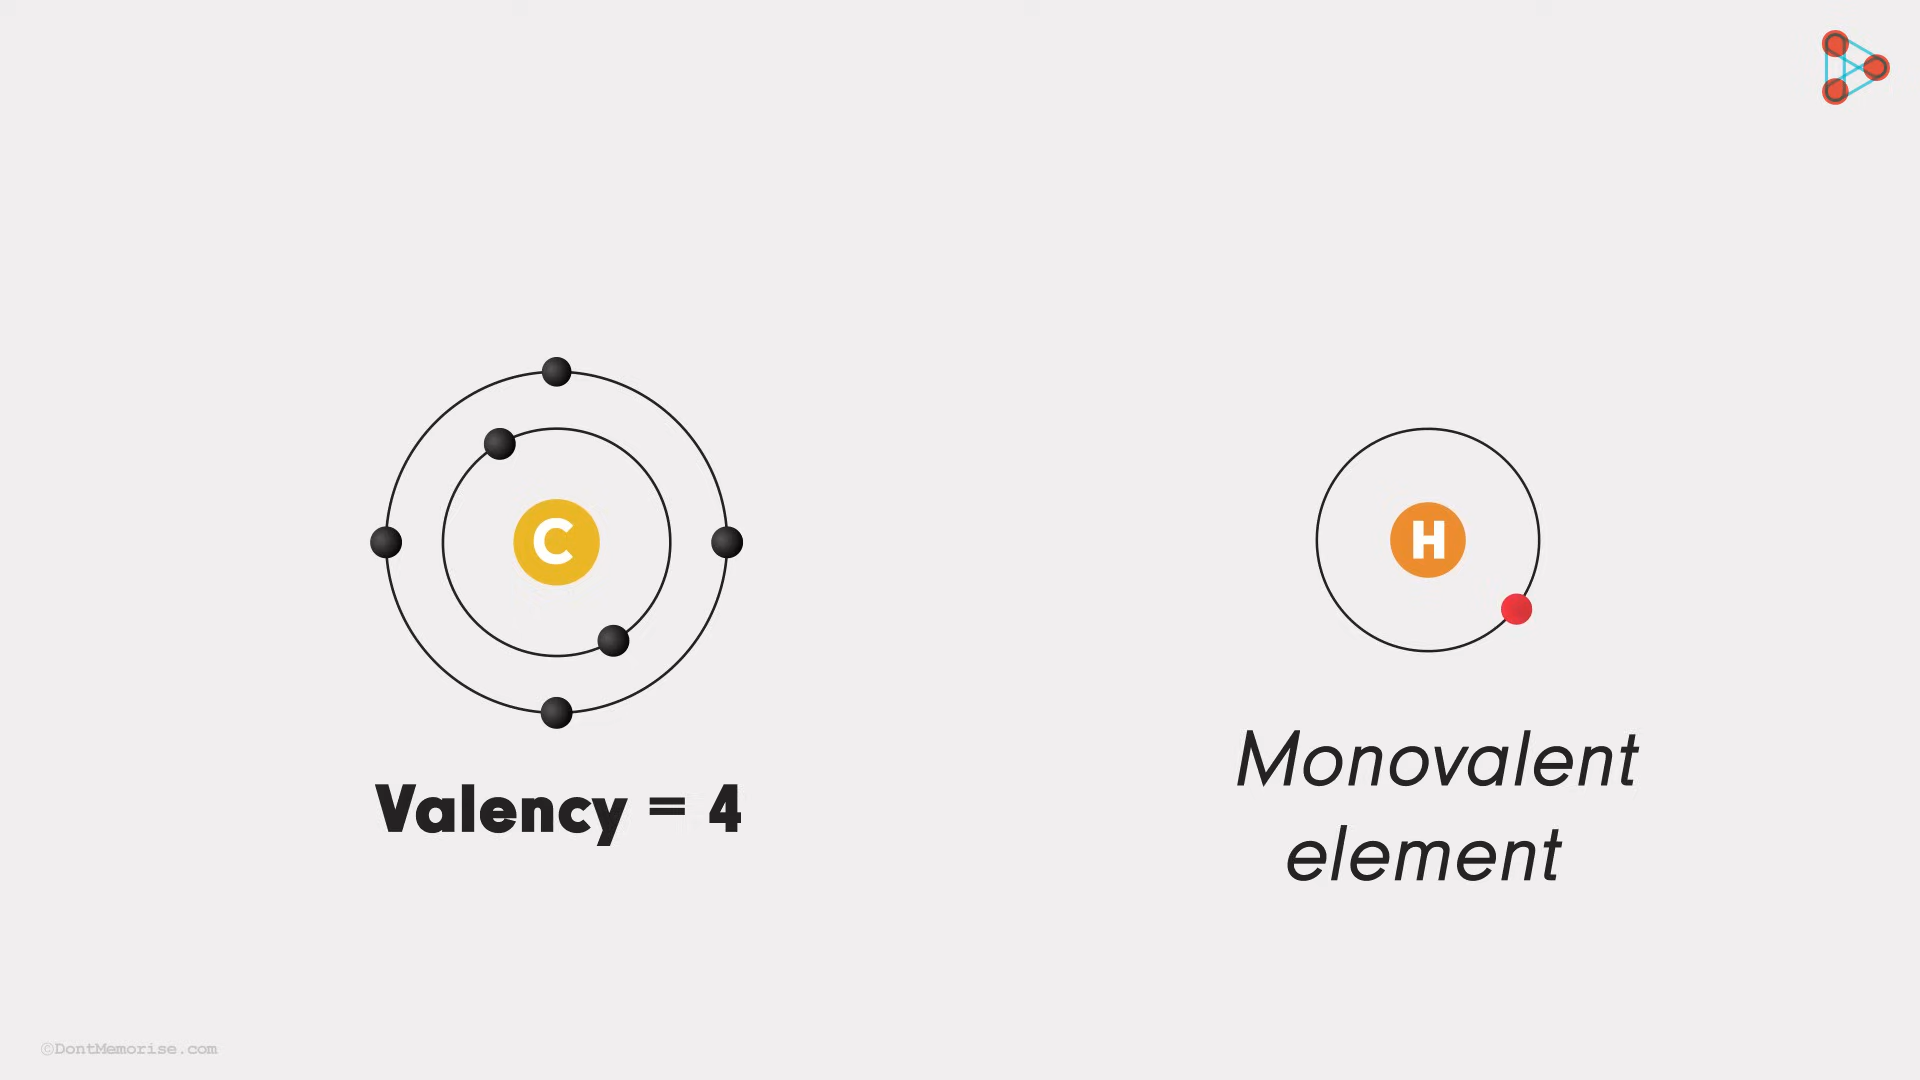 C
H
Valency = 4
Monovalent
element
©DontMemorise.com